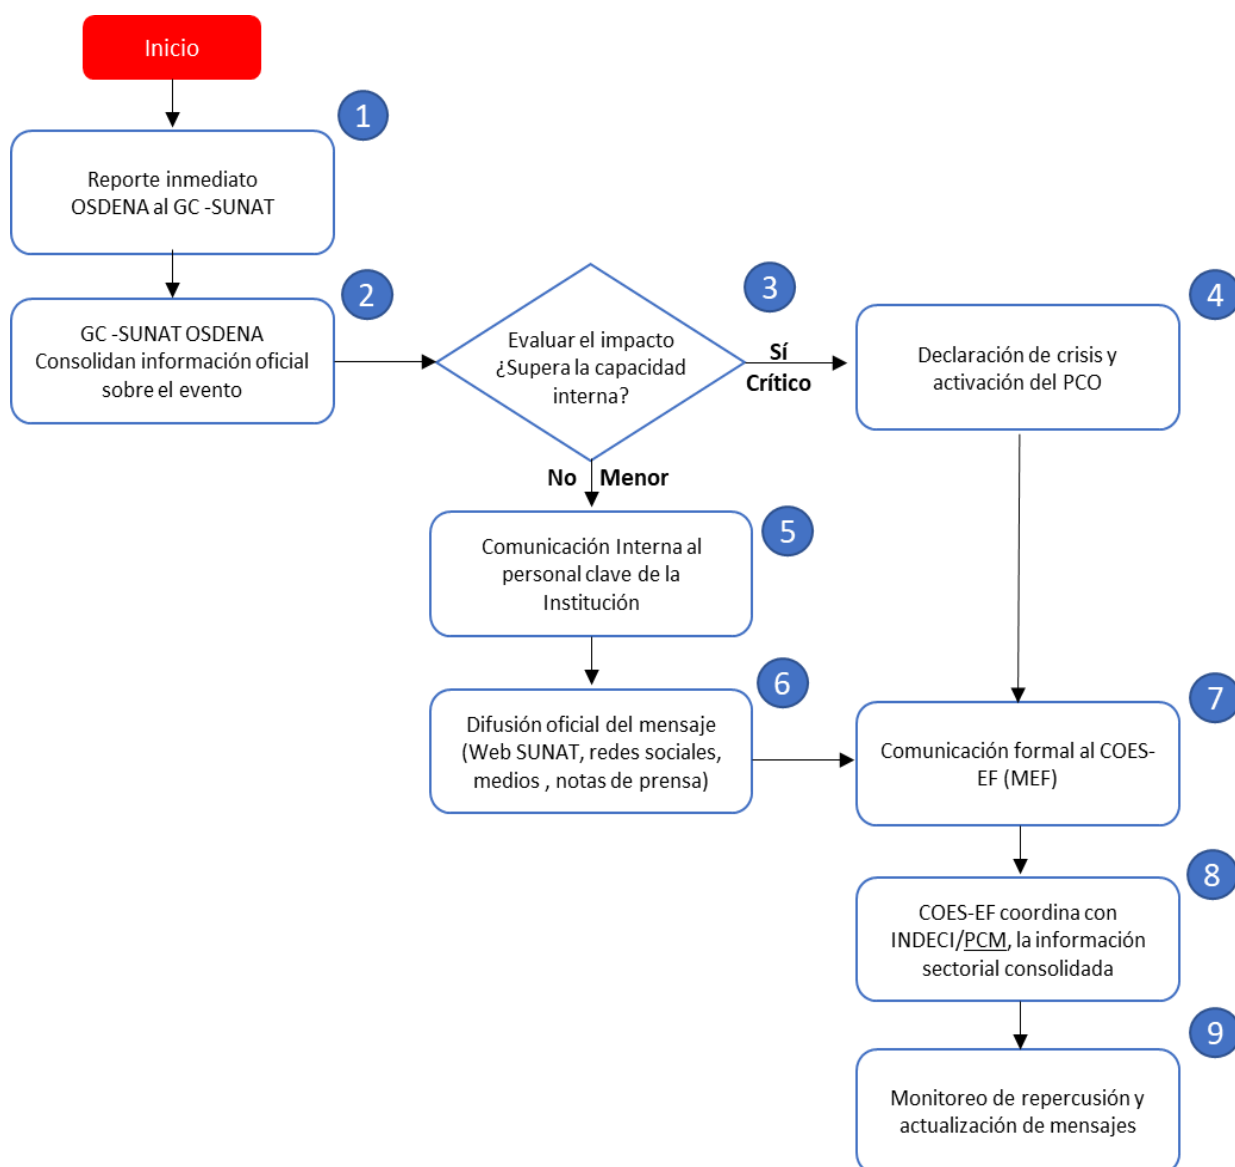 Inicio
1
Reporte inmediato
OSDENA al GC -SUNAT
2
GC -SUNAT OSDENA
Consolidan información oficial
sobre el evento
3
Evaluar el impacto
¿Supera la capacidad
interna?
Sí
Crítico
4
Declaración de crisis y
activación del PCO
No Menor
5
Comunicación Interna al
personal clave de la
Institución
6
Difusión oficial del mensaje
(Web SUNAT, redes sociales,
medios , notas de prensa)
7
Comunicación formal al COES-
EF (MEF)
8
COES-EF coordina con
INDECI/PCM, la información
sectorial consolidada
9
Monitoreo de repercusión y
actualización de mensajes